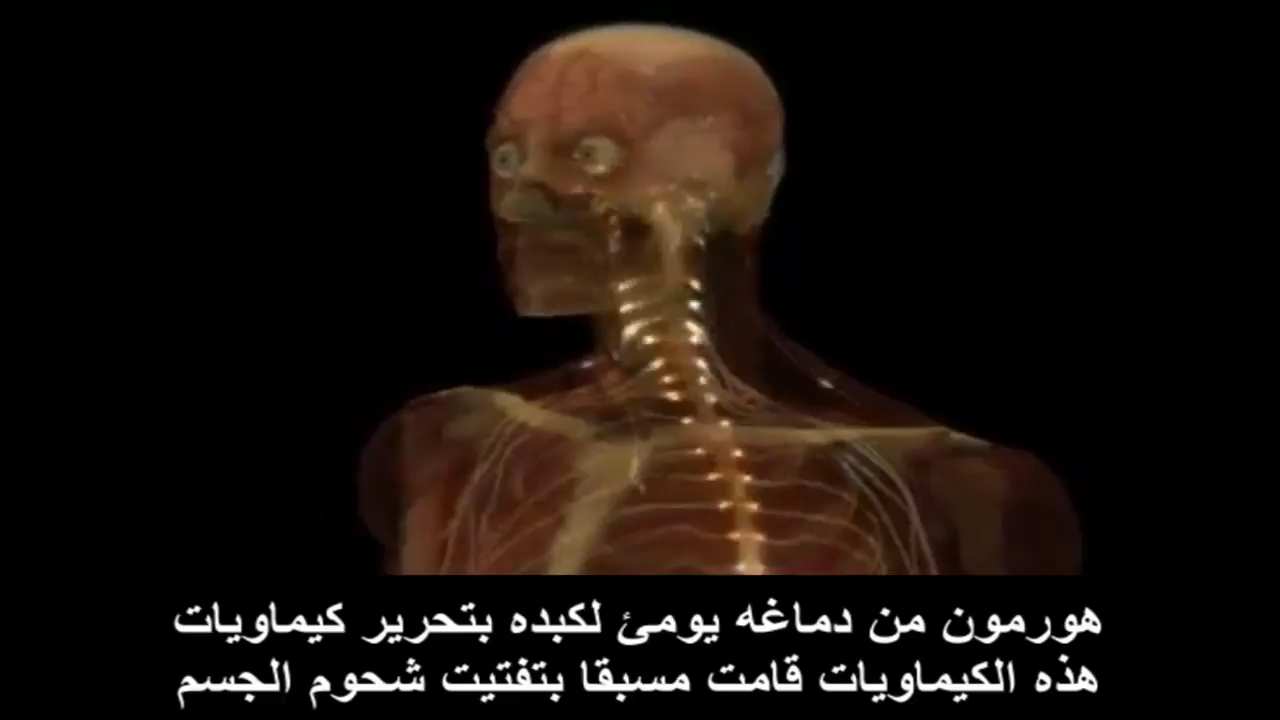 هورمون من دماغه يومئ لكبده بتحرير كيماويات
هذه الكيماويات قامت مسبقا بتفتيت شحوم الجسم